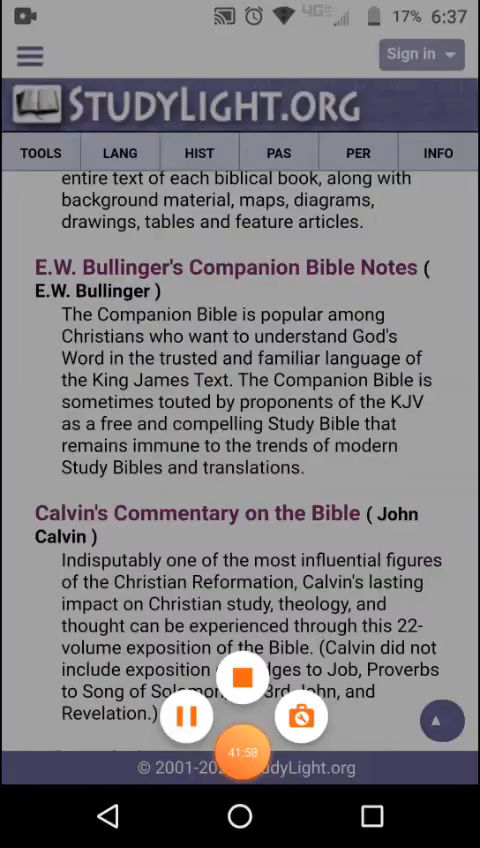 4G
17% 6:37
Sign in
STUDYLIGHT.ORG
TOOLS LANG HIST PAS PER INFO
entire text of each biblical book, along with
background material, maps, diagrams,
drawings, tables and feature articles.
E.W. Bullinger's Companion Bible Notes (
E.W. Bullinger )
The Companion Bible is popular among
Christians who want to understand God's
Word in the trusted and familiar language of
the King James Text. The Companion Bible is
sometimes touted by proponents of the KJV
as a free and compelling Study Bible that
remains immune to the trends of modern
Study Bibles and translations.
Calvin's Commentary on the Bible ( John
Calvin )
Indisputably one of the most influential figures
of the Christian Reformation, Calvin's lasting
impact on Christian study, theology, and
thought can be experienced through this 22-
volume exposition of the Bible. (Calvin did not
include exposition to Job, Proverbs
to Song of 3rd John, and
Revelation.)
41:58
© 2001- StudyLight.org